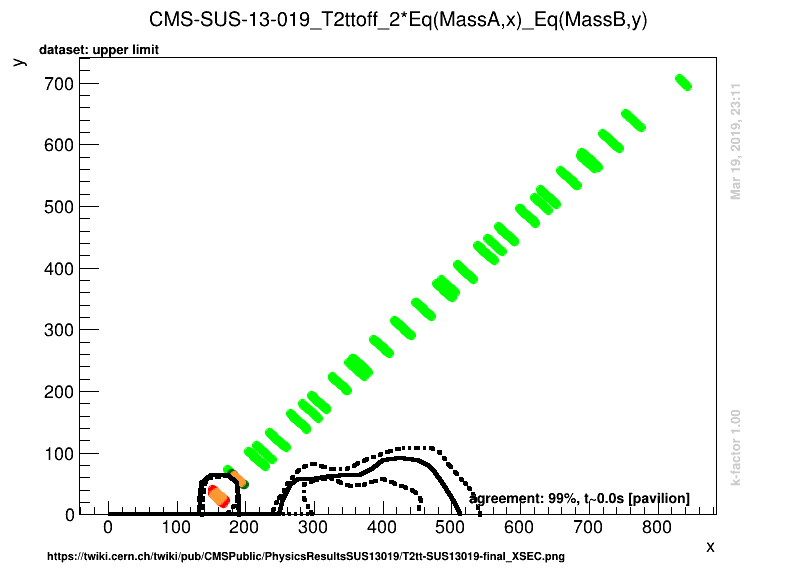 CMS-SUS-13-019_T2ttoff_2*Eq(MassA,x)_Eq(MassB,y)
dataset: upper limit
y
700
600
500
400
300
200
100
0
0 100 200 300 400 500 600 700 800
x
agreement: 99%, t~0.0s [pavilion]
Mar 19, 2019, 23:11
k-factor 1.00
https://twiki.cern.ch/twiki/pub/CMSPublic/PhysicsResultsSUS13019/T2tt-SUS13019-final_XSEC.png